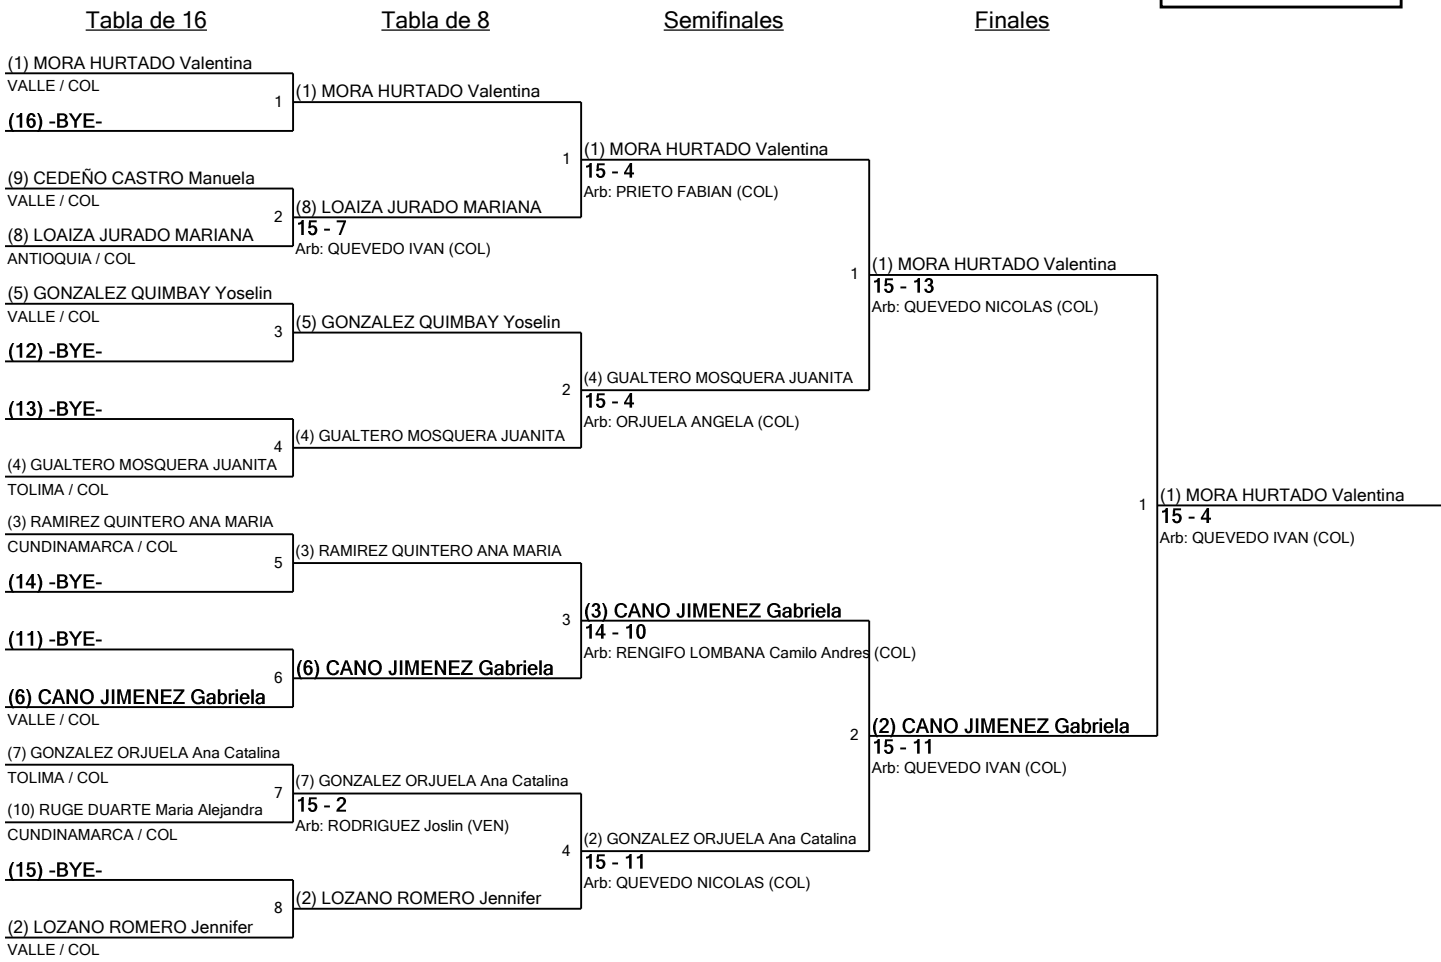 Tabla de 16
Tabla de 8
Semifinales
Finales
(1) MORA HURTADO Valentina
VALLE / COL
1
(16) -BYE-
(9) CEDEÑO CASTRO Manuela
VALLE / COL
2
(8) LOAIZA JURADO MARIANA
ANTIOQUIA / COL
(5) GONZALEZ QUIMBAY Yoselin
VALLE / COL
3
(12) -BYE-
(13) -BYE-
4
(4) GUALTERO MOSQUERA JUANITA
TOLIMA / COL
(3) RAMIREZ QUINTERO ANA MARIA
CUNDINAMARCA / COL
5
(14) -BYE-
(11) -BYE-
6
(6) CANO JIMENEZ Gabriela
VALLE / COL
(7) GONZALEZ ORJUELA Ana Catalina
TOLIMA / COL
7
(10) RUGE DUARTE Maria Alejandra
CUNDINAMARCA / COL
(15) -BYE-
8
(2) LOZANO ROMERO Jennifer
VALLE / COL
(1) MORA HURTADO Valentina
1
(8) LOAIZA JURADO MARIANA
15 - 7
Arb: QUEVEDO IVAN (COL)
(5) GONZALEZ QUIMBAY Yoselin
2
(4) GUALTERO MOSQUERA JUANITA
(3) RAMIREZ QUINTERO ANA MARIA
3
(6) CANO JIMENEZ Gabriela
(7) GONZALEZ ORJUELA Ana Catalina
15 - 2
Arb: RODRIGUEZ Joslin (VEN)
4
(2) LOZANO ROMERO Jennifer
(1) MORA HURTADO Valentina
15 - 4
Arb: PRIETO FABIAN (COL)
1
(4) GUALTERO MOSQUERA JUANITA
15 - 4
Arb: ORJUELA ANGELA (COL)
(3) CANO JIMENEZ Gabriela
14 - 10
Arb: RENGIFO LOMBANA Camilo Andres (COL)
2
(2) GONZALEZ ORJUELA Ana Catalina
15 - 11
Arb: QUEVEDO NICOLAS (COL)
(1) MORA HURTADO Valentina
15 - 13
Arb: QUEVEDO NICOLAS (COL)
1
(2) CANO JIMENEZ Gabriela
15 - 11
Arb: QUEVEDO IVAN (COL)
(1) MORA HURTADO Valentina
15 - 4
Arb: QUEVEDO IVAN (COL)